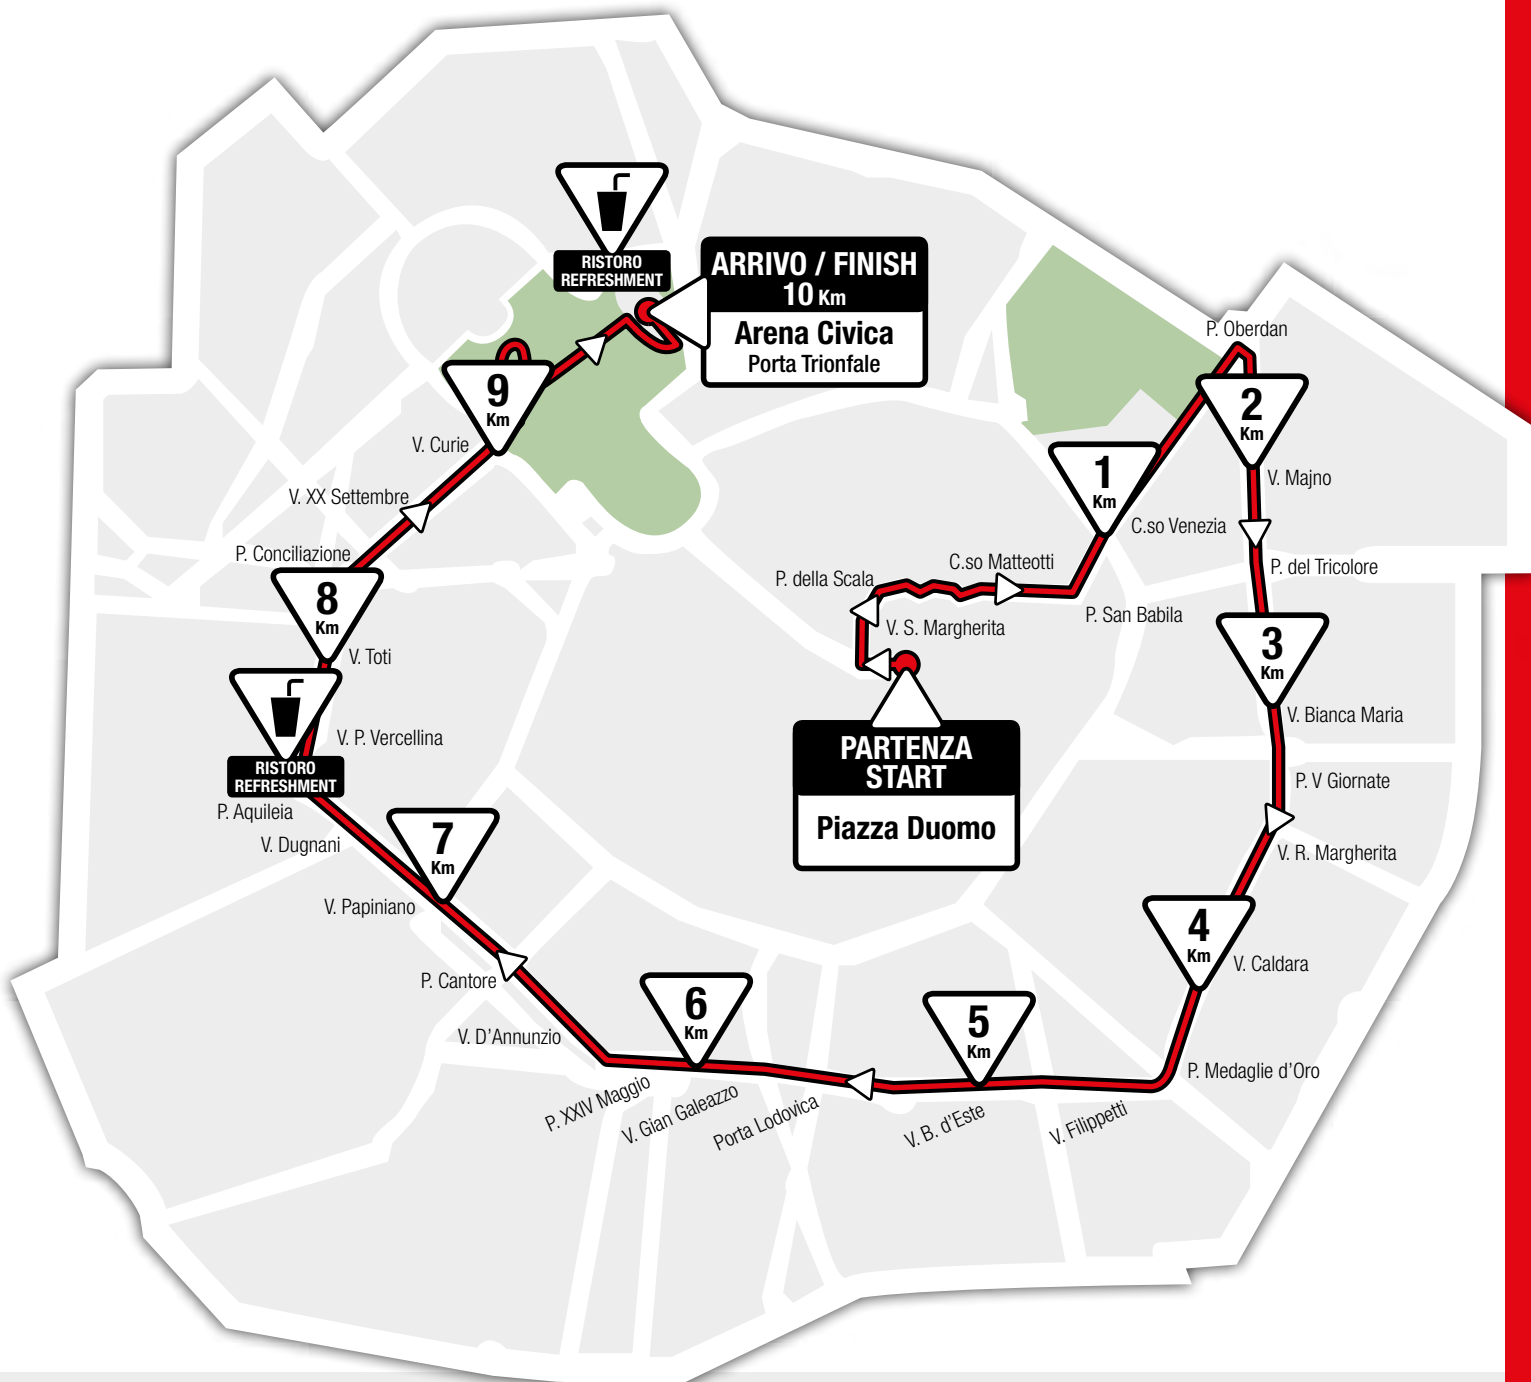 RISTORO
REFRESHMENT
ARRIVO / FINISH
10 Km
Arena Civica
Porta Trionfale
P. Oberdan
2
Km
9
Km
V. Curie
1
Km
V. Majno
V. XX Settembre
C.so Venezia
P. Conciliazione
C.so Matteotti
P. del Tricolore
P. della Scala
8
Km
P. San Babila
V. S. Margherita
3
Km
V. Toti
V. Bianca Maria
V. P. Vercellina
PARTENZA
START
Piazza Duomo
RISTORO
REFRESHMENT
P. V Giornate
P. Aquileia
V. Dugnani
7
Km
V. R. Margherita
V. Papiniano
4
Km
V. Caldara
P. Cantore
6
Km
5
Km
V. D'Annunzio
P. Medaglie d'Oro
P. XXIV Maggio
V. Gian Galeazzo
Porta Lodovica
V. B. d'Este
V. Filippetti